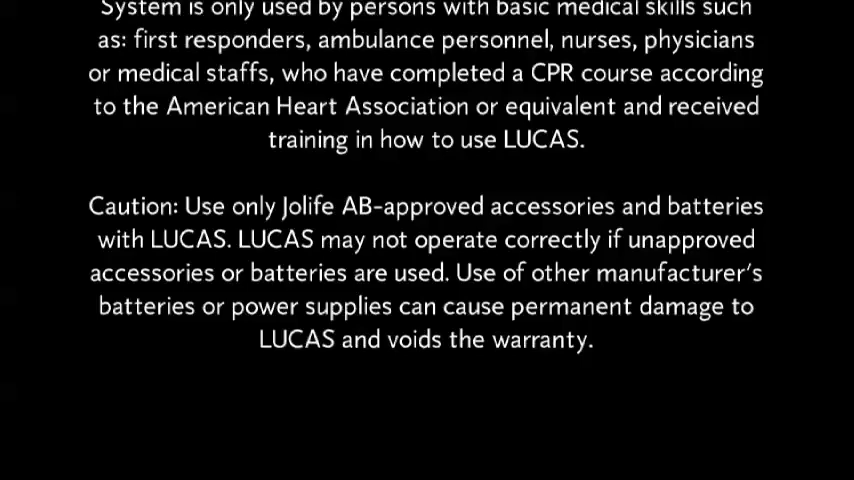 System is only used by persons with basic medical skills such
as: first responders, ambulance personnel, nurses, physicians
or medical staffs, who have completed a CPR course according
to the American Heart Association or equivalent and received
training in how to use LUCAS.
Caution: Use only Jolife AB-approved accessories and batteries
with LUCAS. LUCAS may not operate correctly if unapproved
accessories or batteries are used. Use of other manufacturer's
batteries or power supplies can cause permanent damage to
LUCAS and voids the warranty.